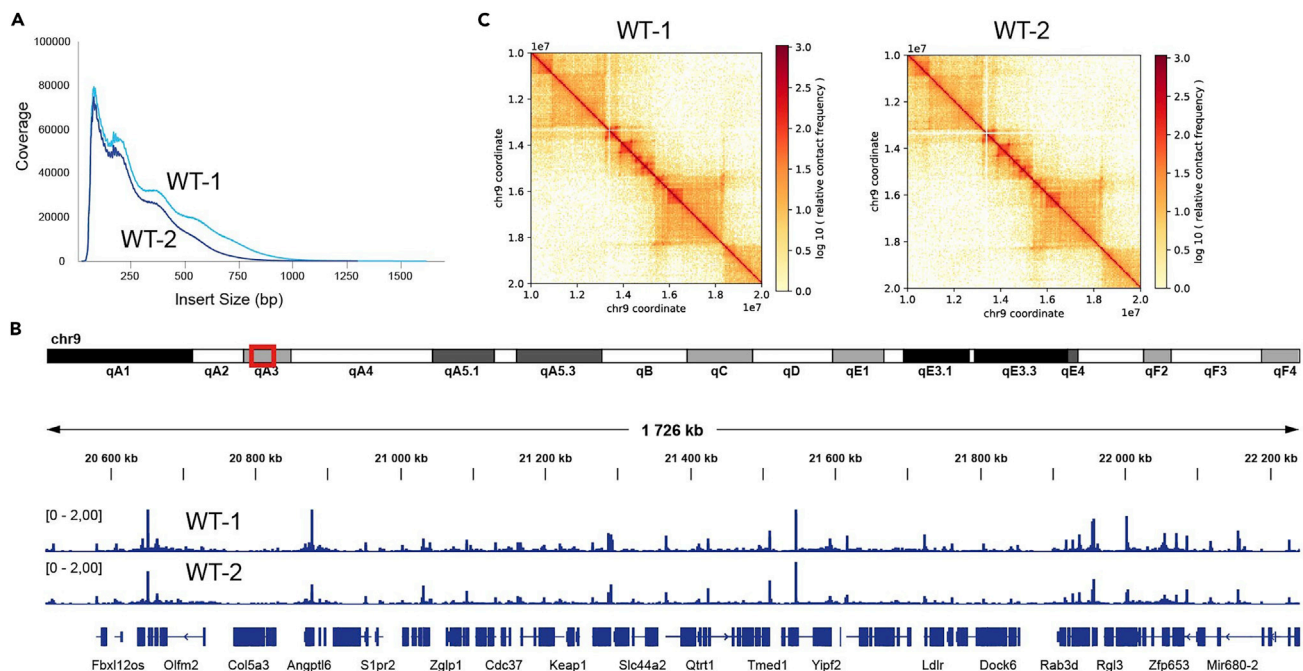 A
100000
80000
60000
40000
20000
0
Coverage
WT-1
WT-2
250
500
750
1000
1250
1500
Insert Size (bp)
C
WT-1
1e7
1.0
1.2
1.4
1.6
1.8
2.0
chr9 coordinate
1.0
1.2
1.4
1.6
1.8
2.0
chr9 coordinate
1e7
3.0
2.5
2.0
1.5
1.0
0.5
0.0
log 10 ( relative contact frequency )
WT-2
1e7
1.0
1.2
1.4
1.6
1.8
2.0
chr9 coordinate
1.0
1.2
1.4
1.6
1.8
2.0
chr9 coordinate
1e7
3.0
2.5
2.0
1.5
1.0
0.5
0.0
log 10 ( relative contact frequency )
B
chr9
qA1 qA2 qA3 qA4 qA5.1 qA5.3 qB qC qD qE1 qE3.1 qE3.3 qE4 qF2 qF3 qF4
1 726 kb
20 600 kb 20 800 kb 21 000 kb 21 200 kb 21 400 kb 21 600 kb 21 800 kb 22 000 kb 22 200 kb
[0 - 2,00] WT-1
[0 - 2,00] WT-2
Fbxl12os Olfm2 Col5a3 Angptl6 S1pr2 Zglp1 Cdc37 Keap1 Slc44a2 Qtrt1 Tmed1 Yipf2 Ldlr Dock6 Rab3d Rgl3 Zfp653 Mir680-2